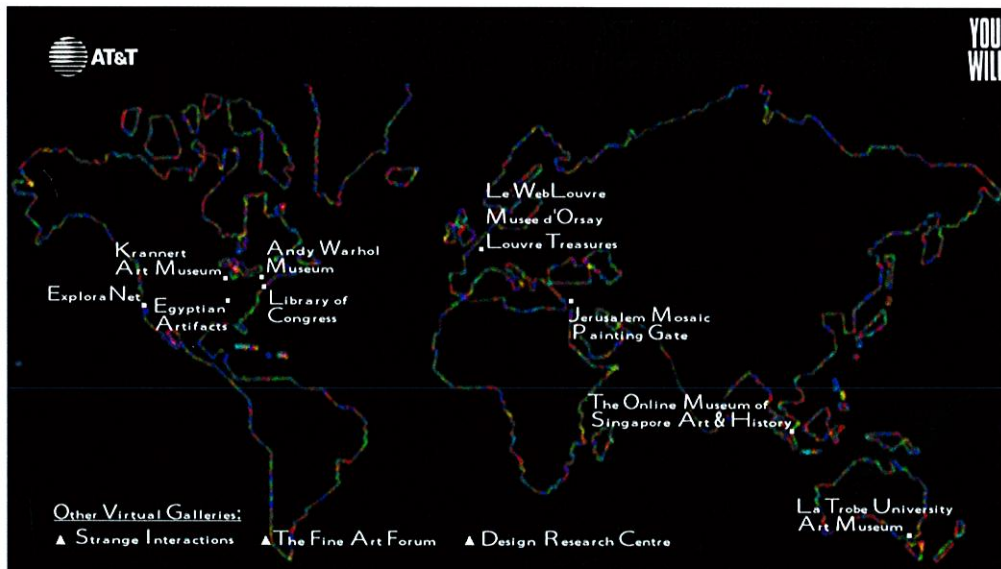 AT&T
YOU
WILL
Le WebLouvre
Musee d'Orsay
Louvre Treasures
Krannert
Art Museum
Andy Warhol
Museum
ExploraNet
Egyptian
Artifacts
Library of
Congress
Jerusalem Mosaic
Painting Gate
The Online Museum of
Singapore Art & History
La Trobe University
Art Museum
Other Virtual Galleries:
▲ Strange Interactions ▲ The Fine Art Forum ▲ Design Research Centre